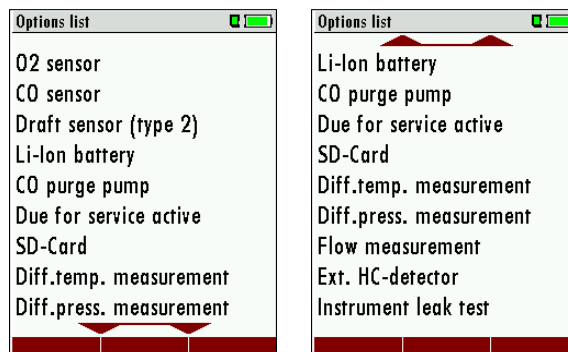 Options list
O2 sensor
CO sensor
Draft sensor (type 2)
Li-Ion battery
CO purge pump
Due for service active
SD-Card
Diff.temp. measurement
Diff.press. measurement
Options list
Li-Ion battery
CO purge pump
Due for service active
SD-Card
Diff.temp. measurement
Diff.press. measurement
Flow measurement
Ext. HC-detector
Instrument leak test